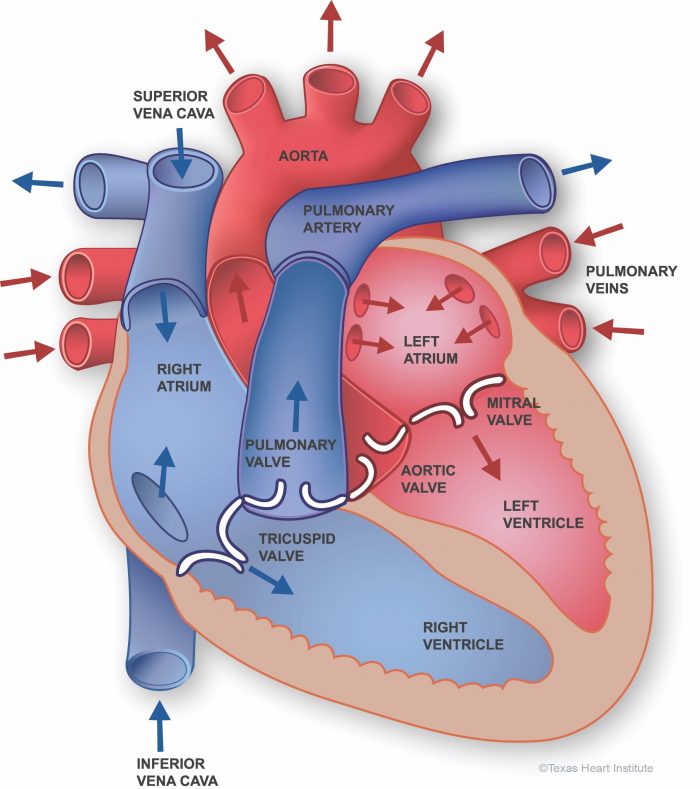 SUPERIOR
VENA CAVA
AORTA
PULMONARY
ARTERY
PULMONARY
VEINS
LEFT
ATRIUM
RIGHT
ATRIUM
MITRAL
VALVE
PULMONARY
VALVE
AORTIC
VALVE
LEFT
VENTRICLE
TRICUSPID
VALVE
RIGHT
VENTRICLE
INFERIOR
VENA CAVA
©Texas Heart Institute